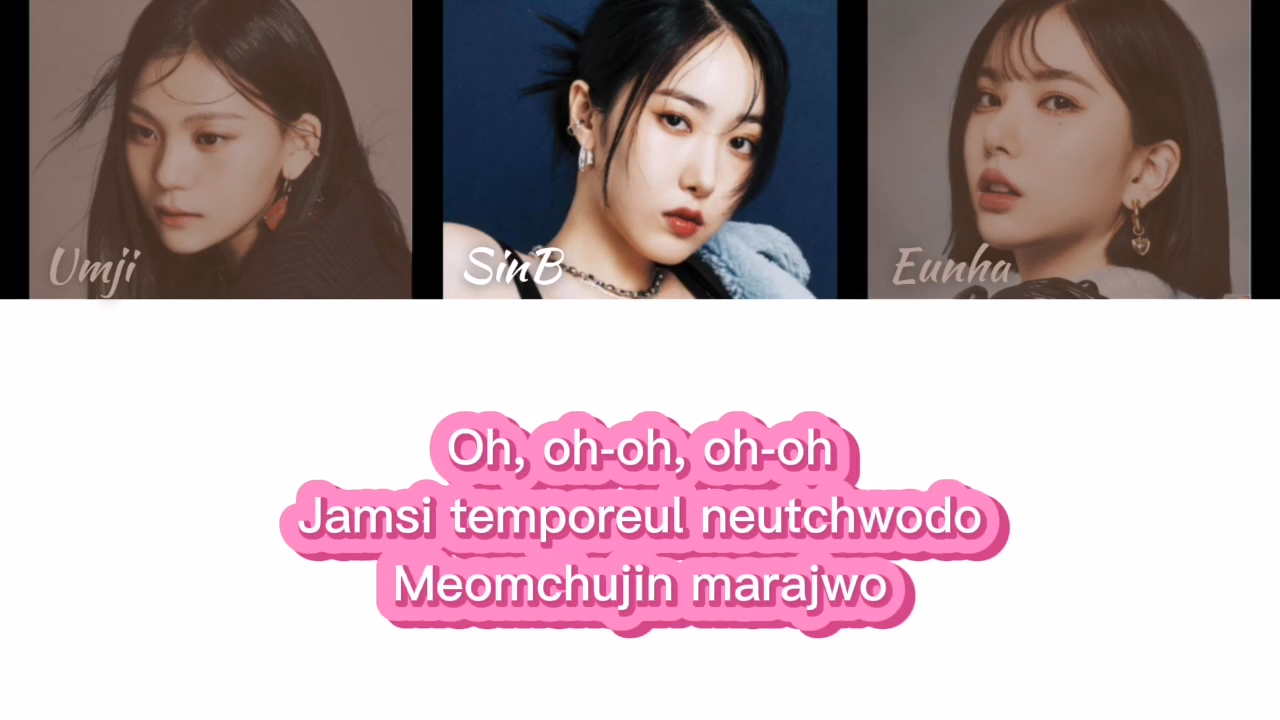 Umji
SinB
Eunha
Oh, oh-oh, oh-oh
Jamsi temporeul neutchwodo
Meomchujin marajwo